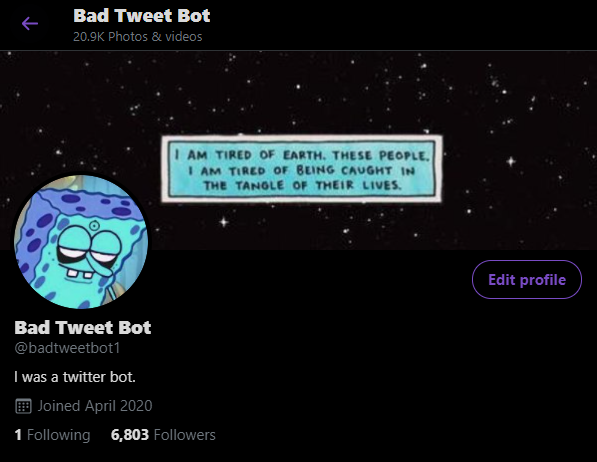 Bad Tweet Bot
20.9K Photos & videos
I AM TIRED OF EARTH. THESE PEOPLE.
I AM TIRED OF BEING CAUGHT IN
THE TANGLE OF THEIR LIVES.
Edit profile
Bad Tweet Bot
@badtweetbot1
I was a twitter bot.
Joined April 2020
1 Following 6,803 Followers